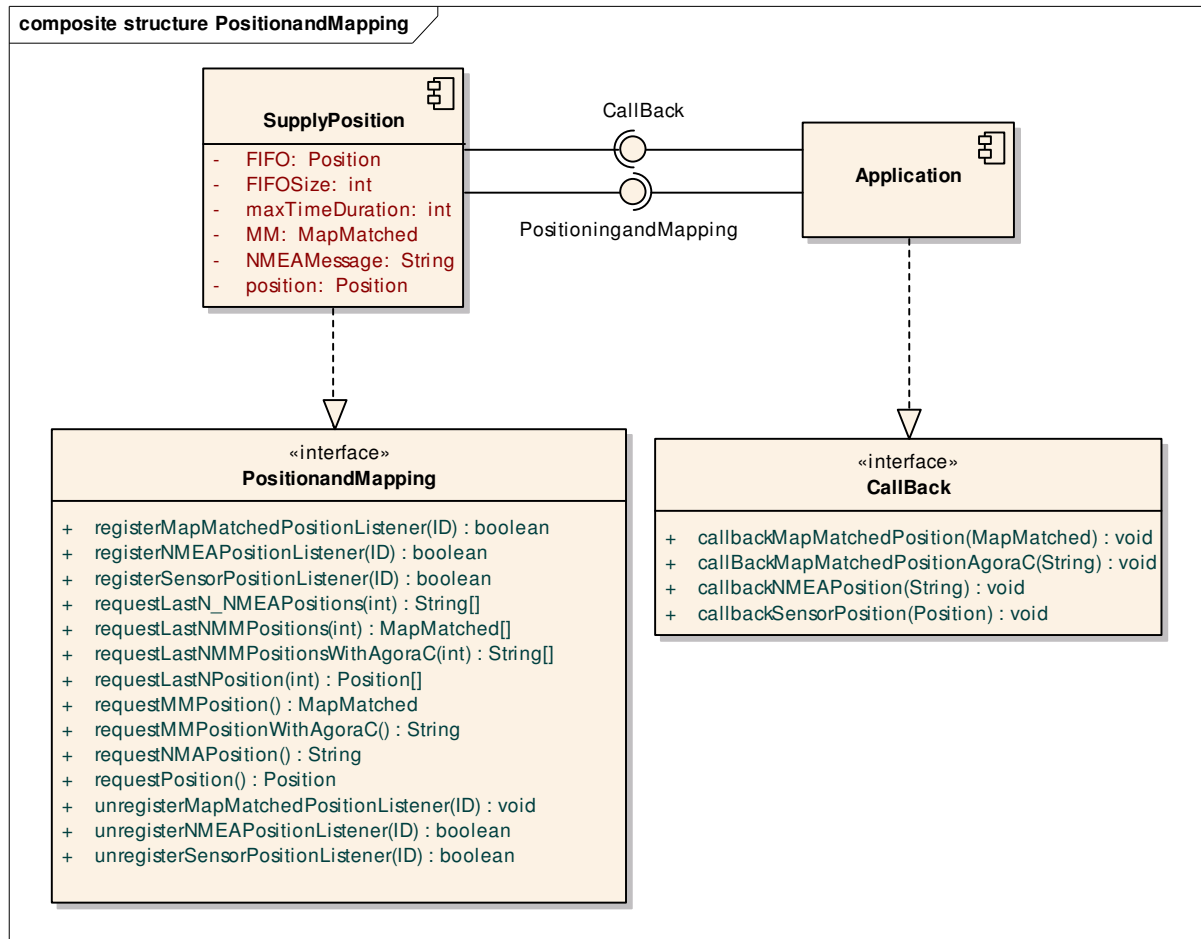 composite structure PositionandMapping
SupplyPosition
- FIFO: Position
- FIFOSize: int
- maxTimeDuration: int
- MM: MapMatched
- NMEAMessage: String
- position: Position
CallBack
PositioningandMapping
Application
«interface»
PositionandMapping
+ registerMapMatchedPositionListener(ID) : boolean
+ registerNMEAPositionListener(ID) : boolean
+ registerSensorPositionListener(ID) : boolean
+ requestLastN_NMEAPositions(int) : String[]
+ requestLastNMMPositions(int) : MapMatched[]
+ requestLastNMMPositionsWithAgoraC(int) : String[]
+ requestLastNPosition(int) : Position[]
+ requestMMPosition() : MapMatched
+ requestMMPositionWithAgoraC() : String
+ requestNMAPosition() : String
+ requestPosition() : Position
+ unregisterMapMatchedPositionListener(ID) : void
+ unregisterNMEAPositionListener(ID) : boolean
+ unregisterSensorPositionListener(ID) : boolean
«interface»
CallBack
+ callbackMapMatchedPosition(MapMatched) : void
+ callBackMapMatchedPositionAgoraC(String) : void
+ callbackNMEAPosition(String) : void
+ callbackSensorPosition(Position) : void